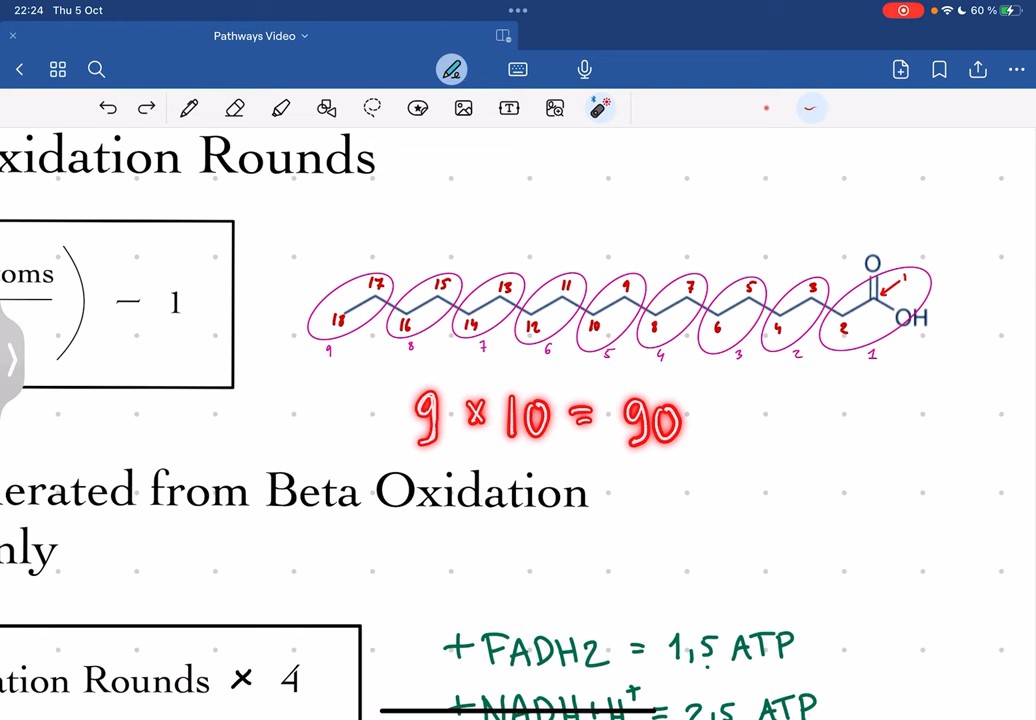 22:24 Thu 5 Oct
60 %
Pathways Video
xidation Rounds
toms
− 1
O
OH
1
18 17 16 15 14 13 12 11 10 9 8 7 6 5 4 3 2
9 8 7 6 5 4 3 2 1
9 × 10 = 90
nerated from Beta Oxidation
nly
ation Rounds × 4
+ FADH2 = 1,5 ATP
+ NADH+H+ = 2,5 ATP